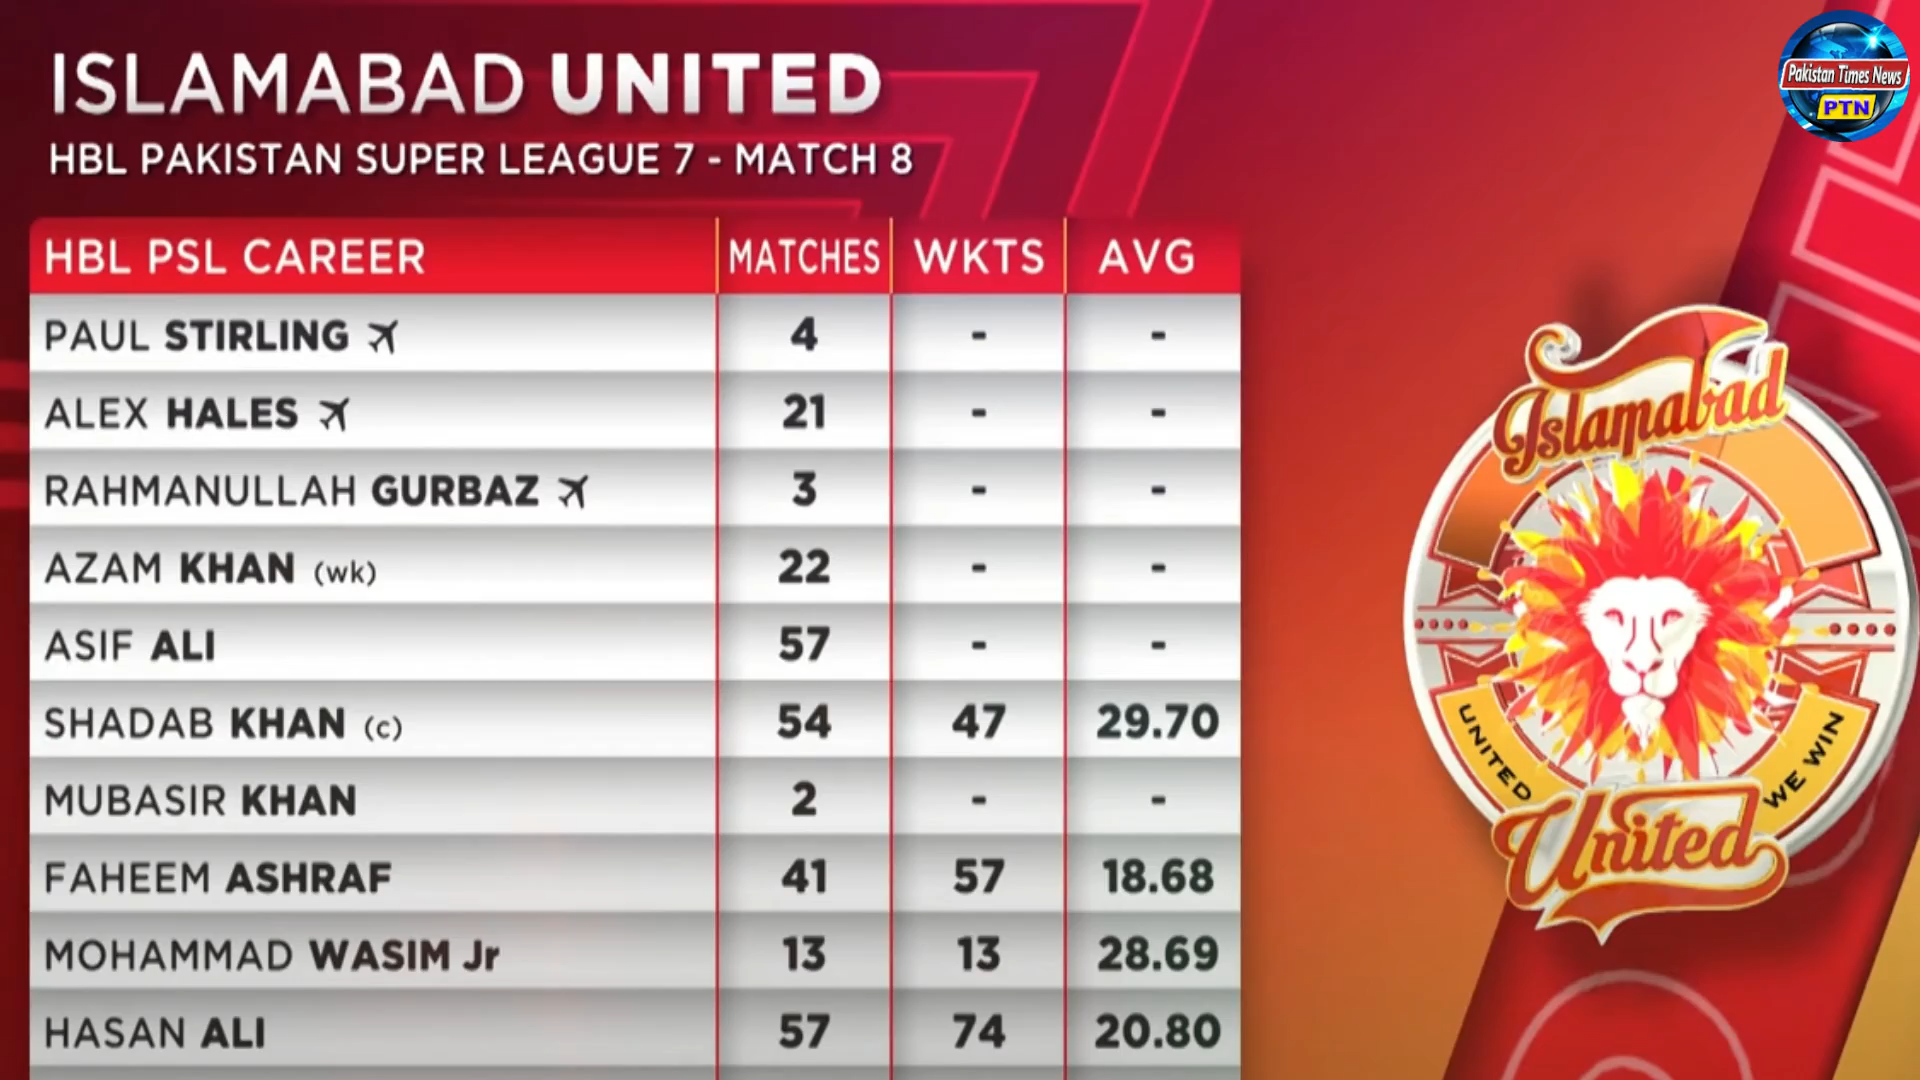 ISLAMABAD UNITED
HBL PAKISTAN SUPER LEAGUE 7 - MATCH 8
Pakistan Times News
PTN
HBL PSL CAREER MATCHES WKTS AVG
PAUL STIRLING 4 - -
ALEX HALES 21 - -
RAHMANULLAH GURBAZ 3 - -
AZAM KHAN (wk) 22 - -
ASIF ALI 57 - -
SHADAB KHAN (c) 54 47 29.70
MUBASIR KHAN 2 - -
FAHEEM ASHRAF 41 57 18.68
MOHAMMAD WASIM Jr 13 13 28.69
HASAN ALI 57 74 20.80
Islamabad
UNITED WE WIN
United